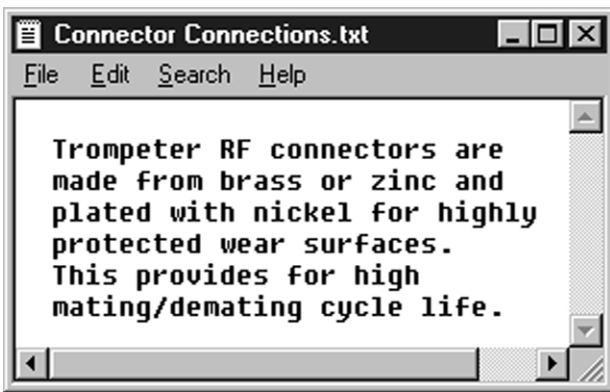 Connector Connections.txt
File Edit Search Help
Trompeter RF connectors are
made from brass or zinc and
plated with nickel for highly
protected wear surfaces.
This provides for high
mating/demating cycle life.